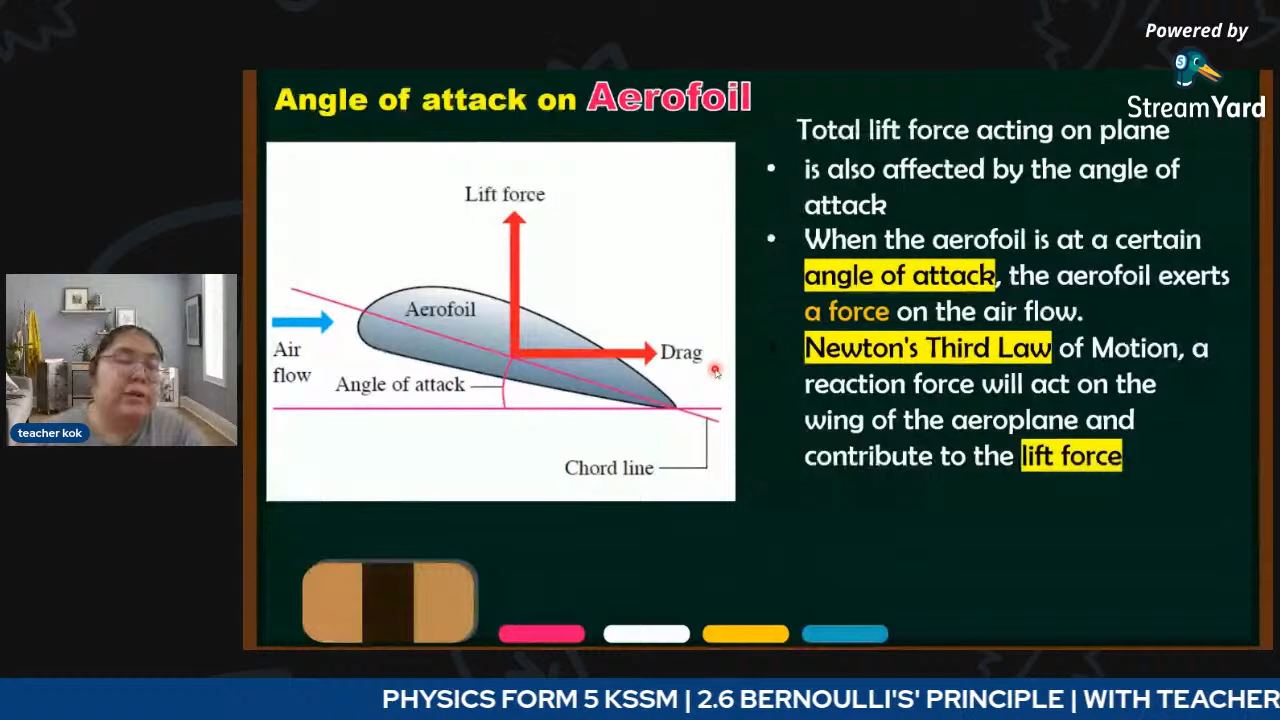 Powered by
StreamYard
Angle of attack on Aerofoil
Lift force
Aerofoil
Air
flow
Drag
Angle of attack
Chord line
Total lift force acting on plane
• is also affected by the angle of
attack
• When the aerofoil is at a certain
angle of attack, the aerofoil exerts
a force on the air flow.
Newton's Third Law of Motion, a
reaction force will act on the
wing of the aeroplane and
contribute to the lift force
teacher kok
PHYSICS FORM 5 KSSM | 2.6 BERNOULLI'S' PRINCIPLE | WITH TEACHER